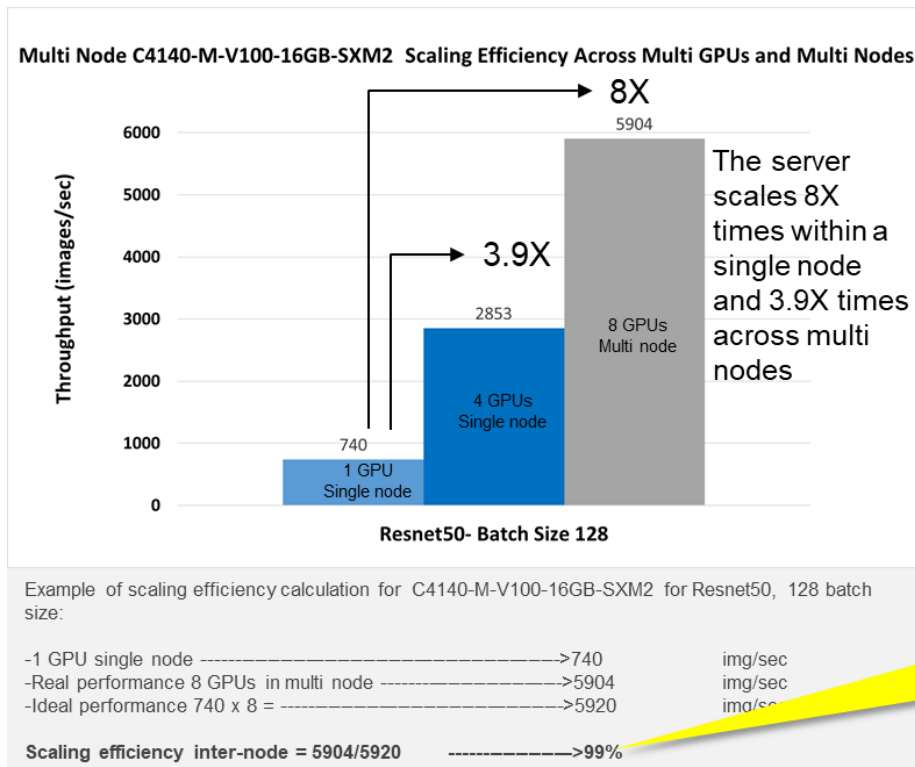 Multi Node C4140-M-V100-16GB-SXM2 Scaling Efficiency Across Multi GPUs and Multi Nodes
8X
6000
5904
5000
4000
3000
2000
1000
0
Throughput (images/sec)
3.9X
2853
740
1 GPU
Single node
4 GPUs
Single node
8 GPUs
Multi node
The server
scales 8X
times within a
single node
and 3.9X times
across multi
nodes
Resnet50- Batch Size 128
Example of scaling efficiency calculation for C4140-M-V100-16GB-SXM2 for Resnet50, 128 batch
size:
-1 GPU single node ------------------------------------------------->740 img/sec
-Real performance 8 GPUs in multi node ------------------------->5904 img/sec
-Ideal performance 740 x 8 = --------------------------------------->5920 img/sec
Scaling efficiency inter-node = 5904/5920 ------------------>99%